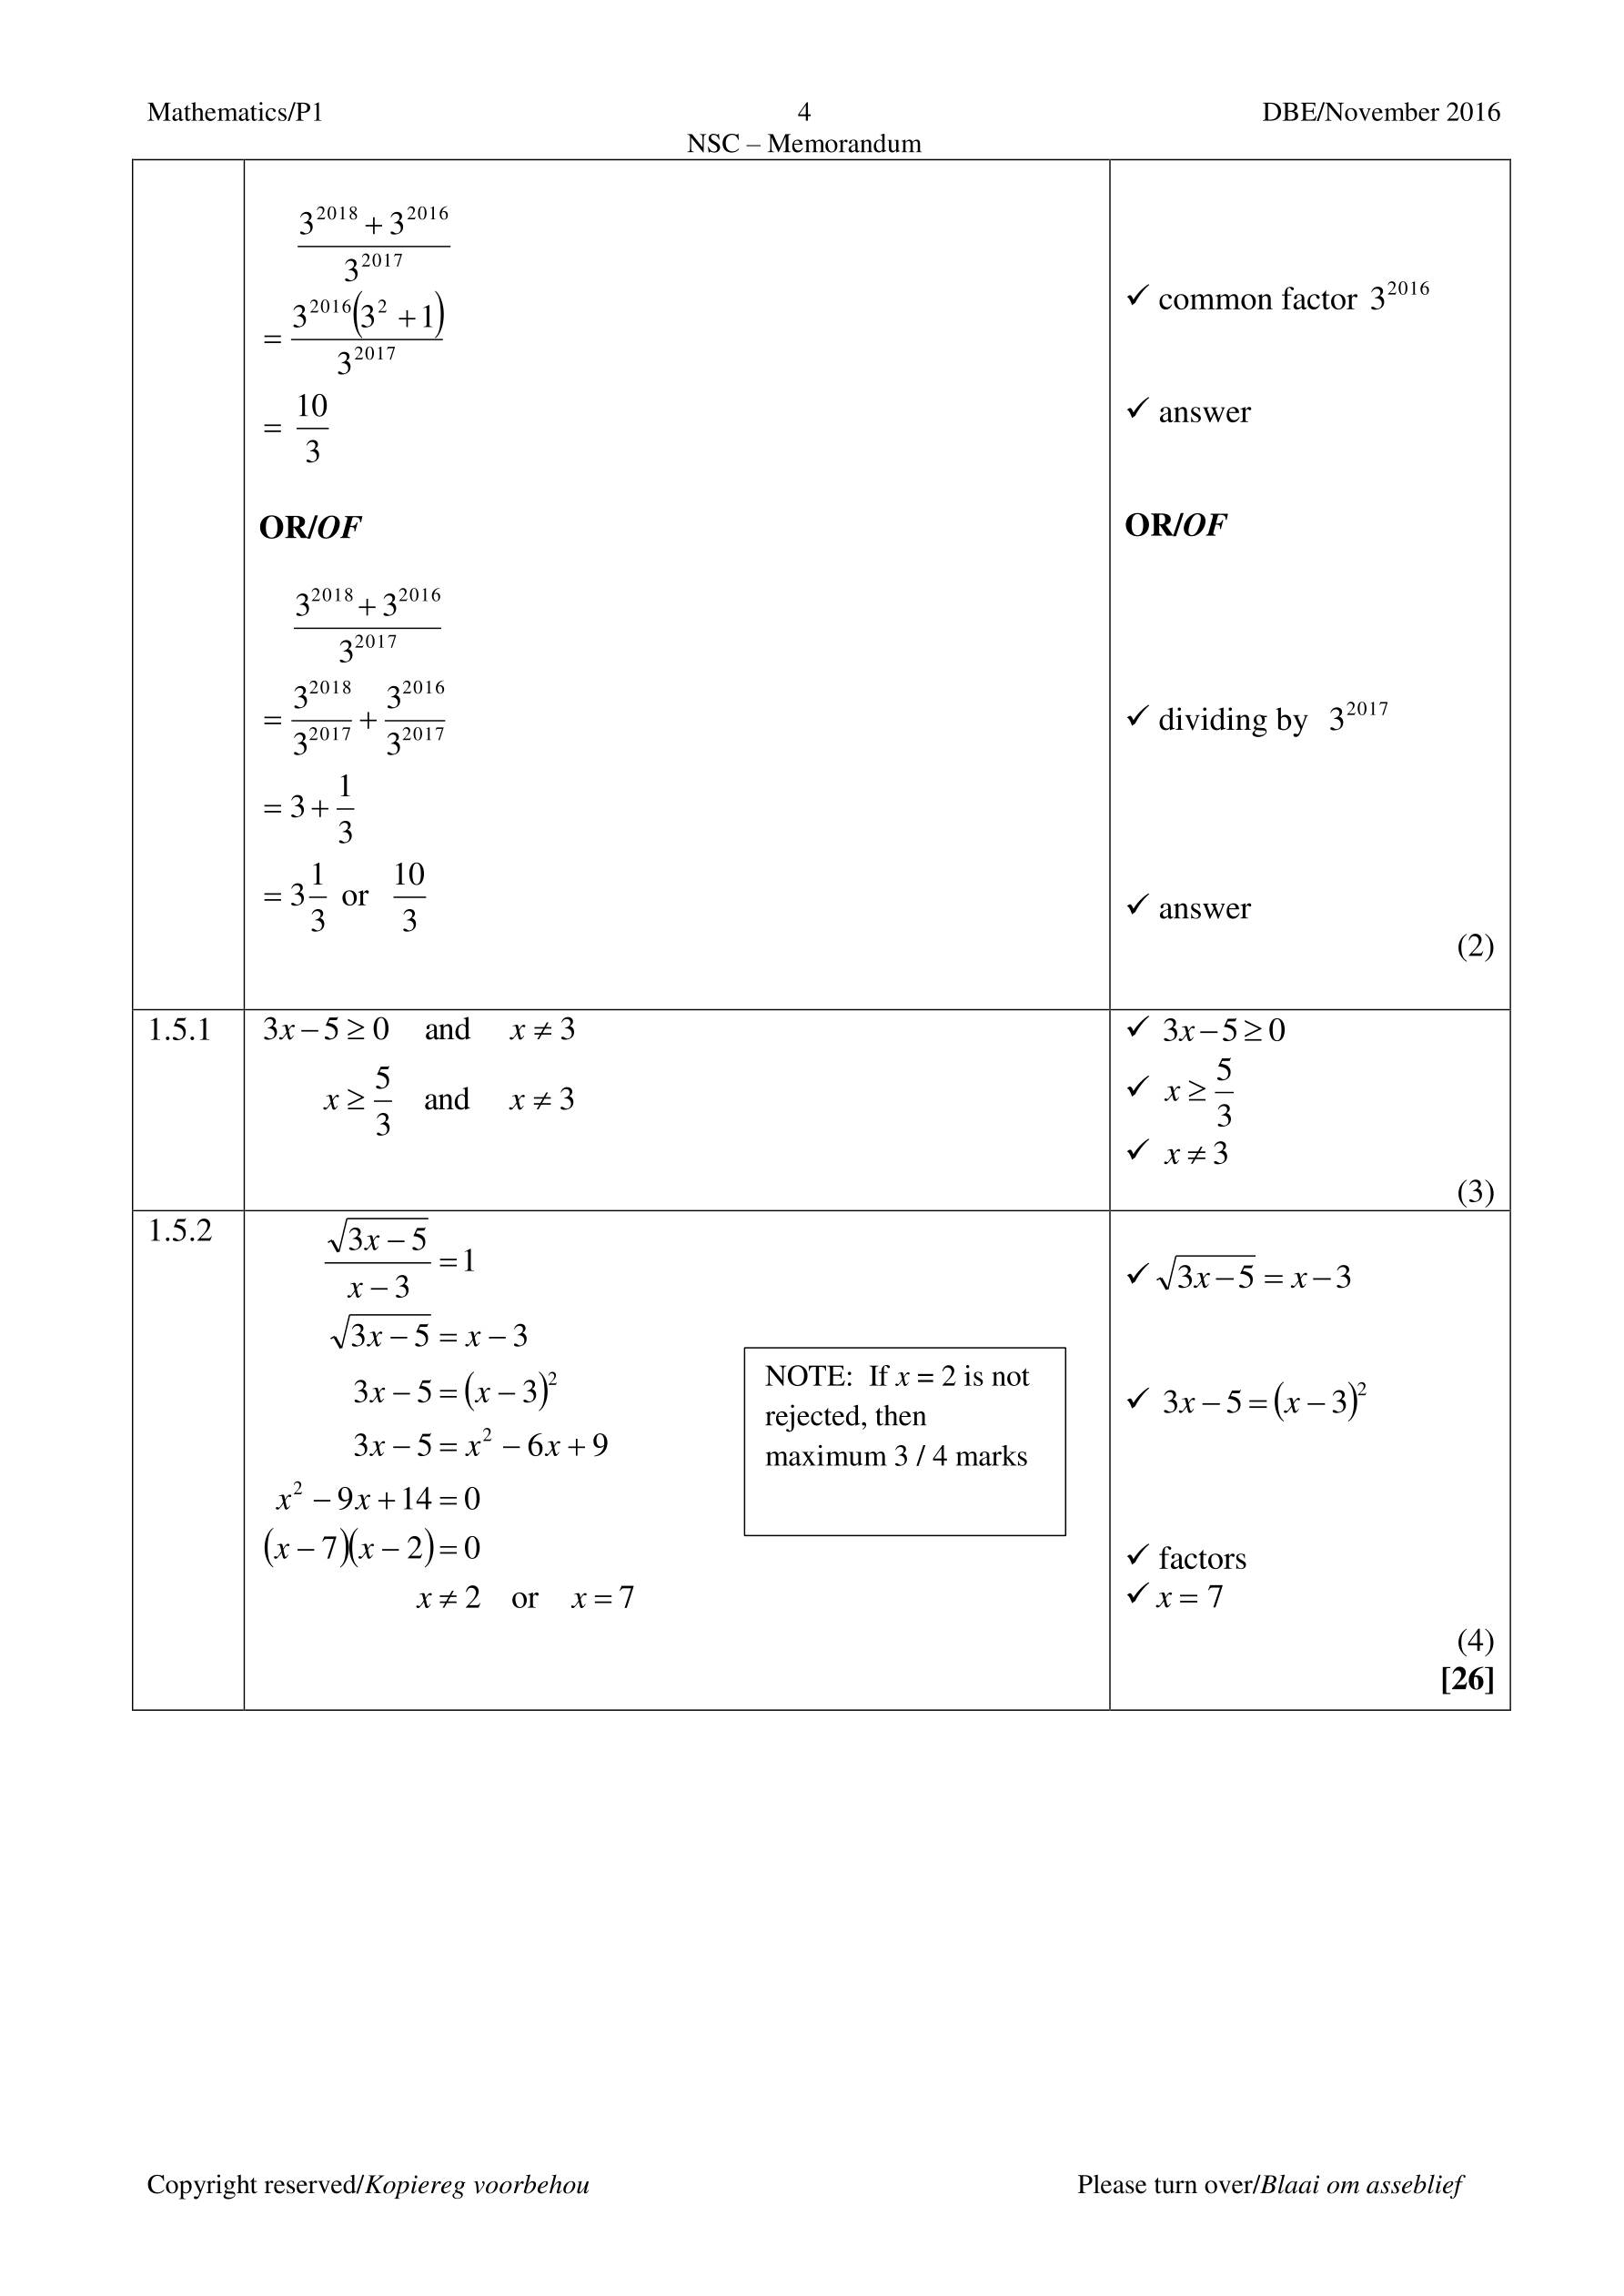 Mathematics/P1 4 DBE/November 2016
NSC – Memorandum
\frac{3^{2018} + 3^{2016}}{3^{2017}}
= \frac{3^{2016}(3^2 + 1)}{3^{2017}} ✓ common factor 3^{2016}
= \frac{10}{3} ✓ answer
OR/OF OR/OF
\frac{3^{2018} + 3^{2016}}{3^{2017}}
= \frac{3^{2018}}{3^{2017}} + \frac{3^{2016}}{3^{2017}} ✓ dividing by 3^{2017}
= 3 + \frac{1}{3}
= 3\frac{1}{3} or \frac{10}{3} ✓ answer
(2)
1.5.1 3x – 5 ≥ 0 and x ≠ 3 ✓ 3x – 5 ≥ 0
x ≥ \frac{5}{3} and x ≠ 3 ✓ x ≥ \frac{5}{3}
✓ x ≠ 3
(3)
1.5.2 \frac{\sqrt{3x – 5}}{x – 3} = 1 ✓ \sqrt{3x – 5} = x – 3
\sqrt{3x – 5} = x – 3
3x – 5 = (x – 3)^2 ✓ 3x – 5 = (x – 3)^2
3x – 5 = x^2 – 6x + 9
x^2 – 9x + 14 = 0
(x – 7)(x – 2) = 0 ✓ factors
x ≠ 2 or x = 7 ✓ x = 7
NOTE: If x = 2 is not
rejected, then
maximum 3 / 4 marks
(4)
[26]
Copyright reserved/Kopiereg voorbehou Please turn over/Blaai om asseblief